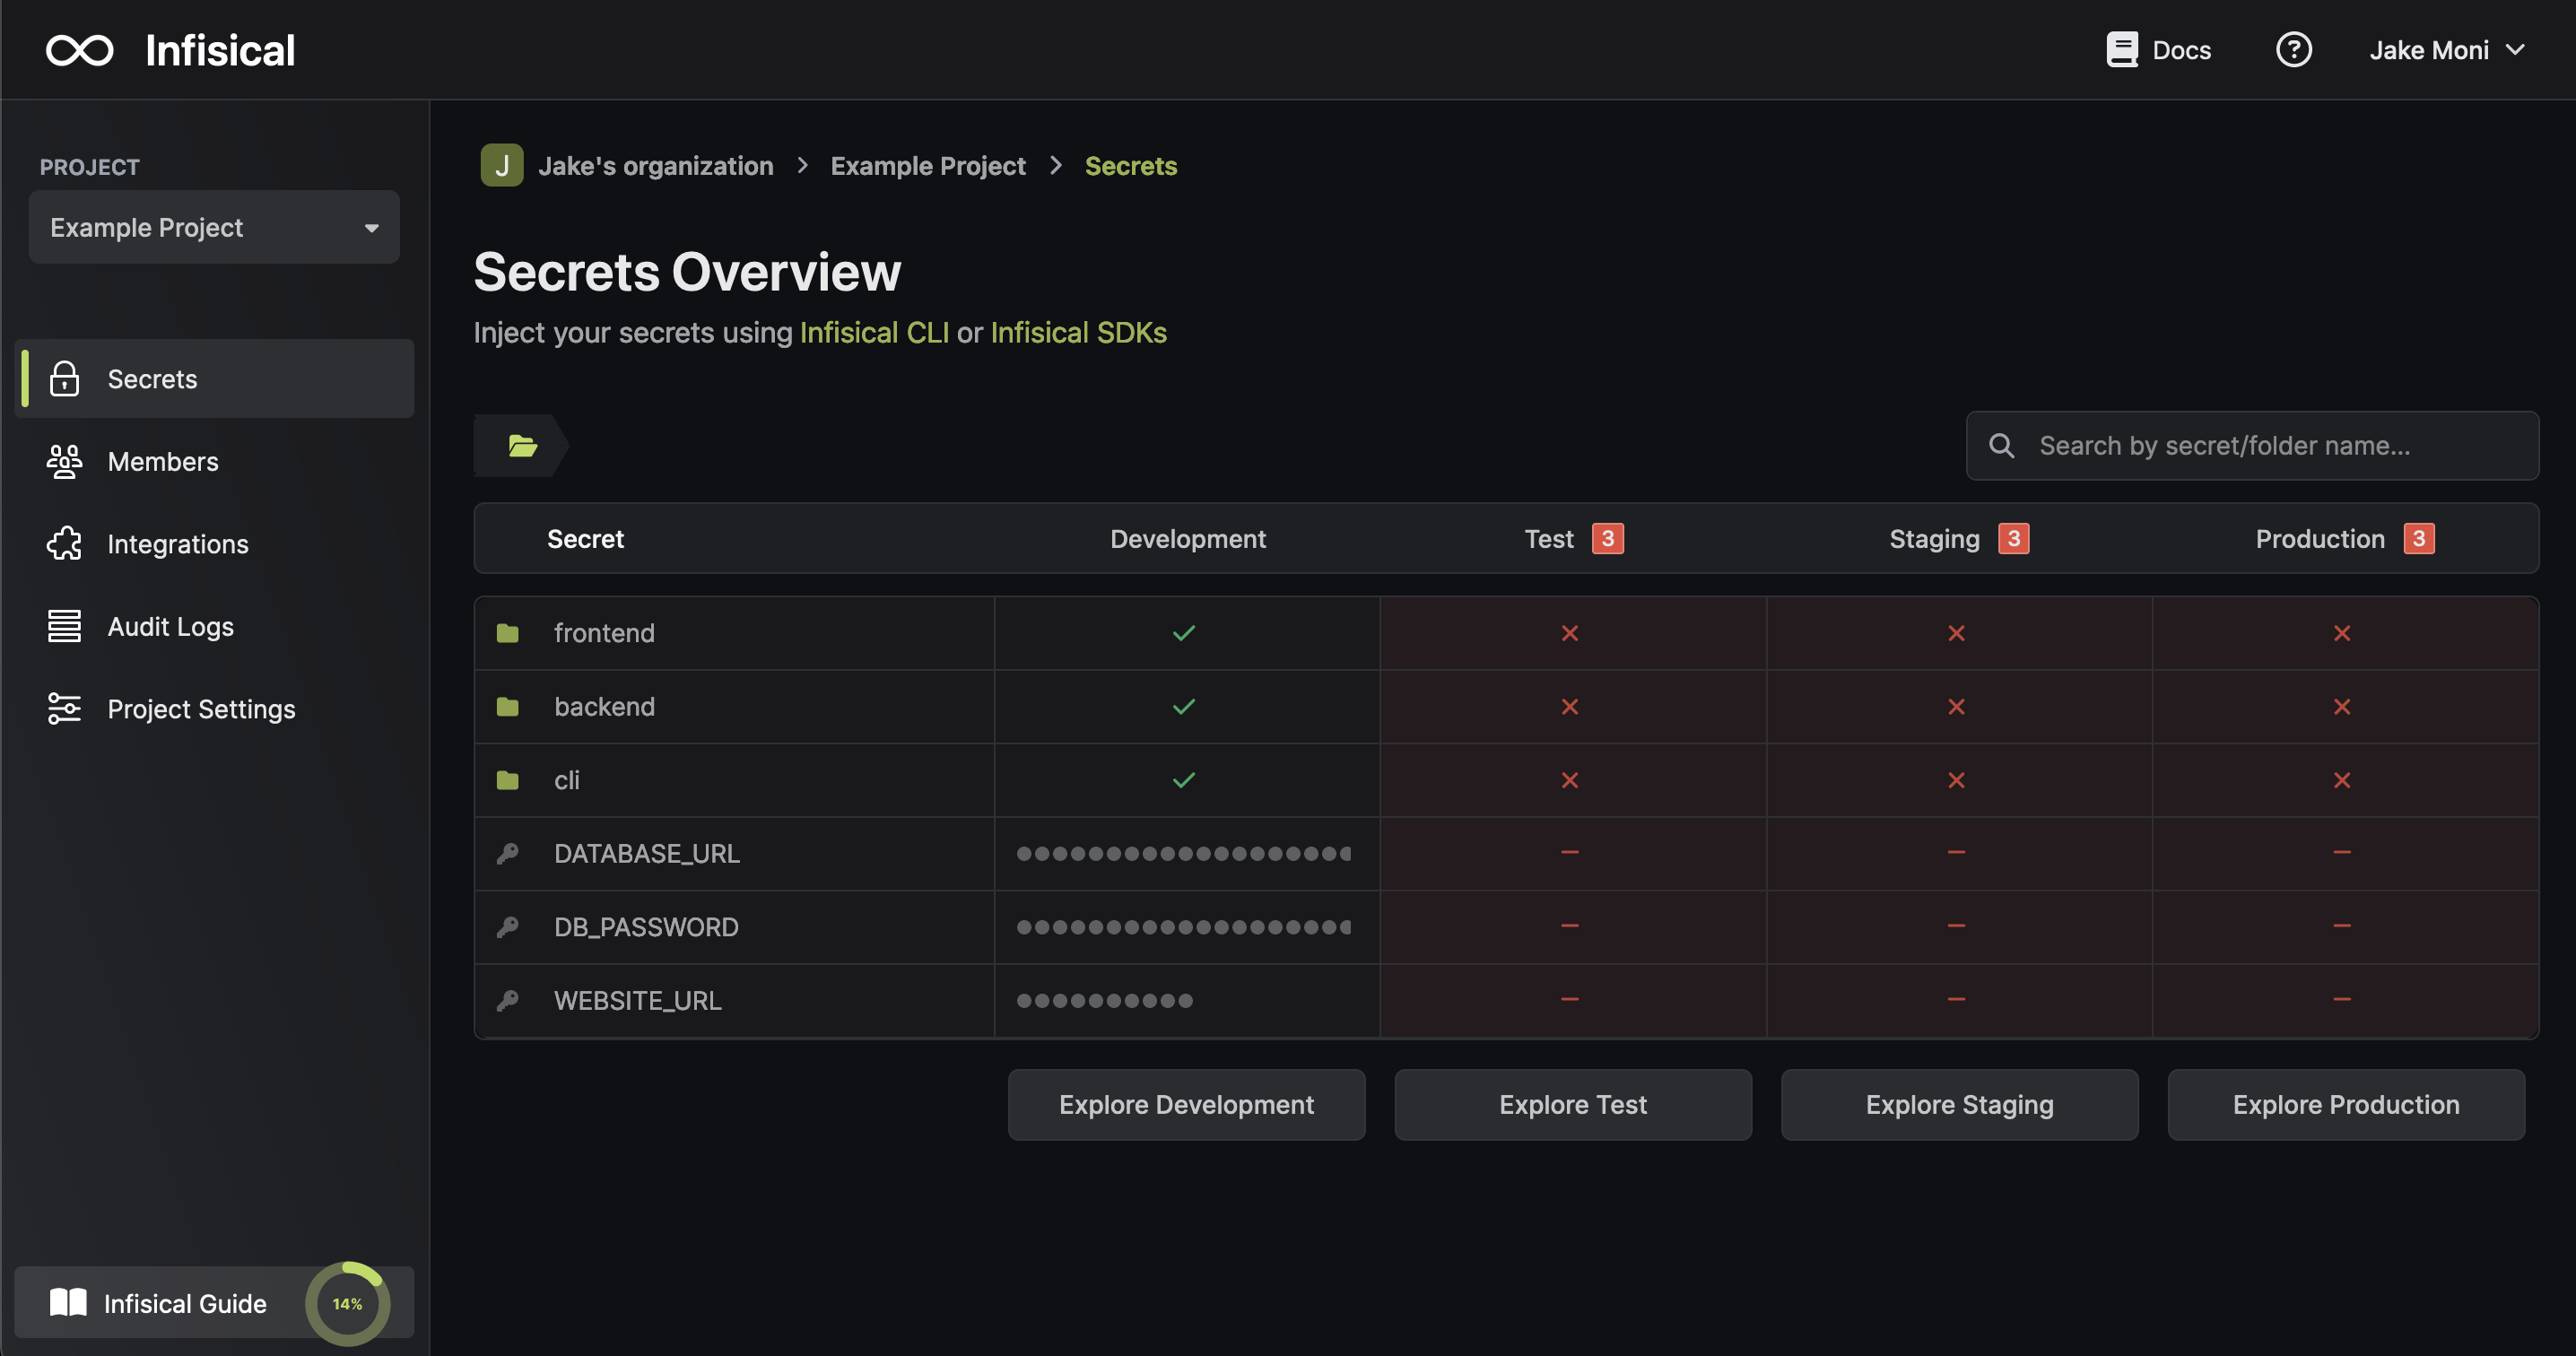 Infisical
Docs
Jake Moni
PROJECT
Example Project
Secrets
Members
Integrations
Audit Logs
Project Settings
Infisical Guide
14%
J Jake's organization > Example Project > Secrets
Secrets Overview
Inject your secrets using Infisical CLI or Infisical SDKs
Search by secret/folder name...
Secret Development Test 3 Staging 3 Production 3
frontend
backend
cli
DATABASE_URL
DB_PASSWORD
WEBSITE_URL
Explore Development Explore Test Explore Staging Explore Production